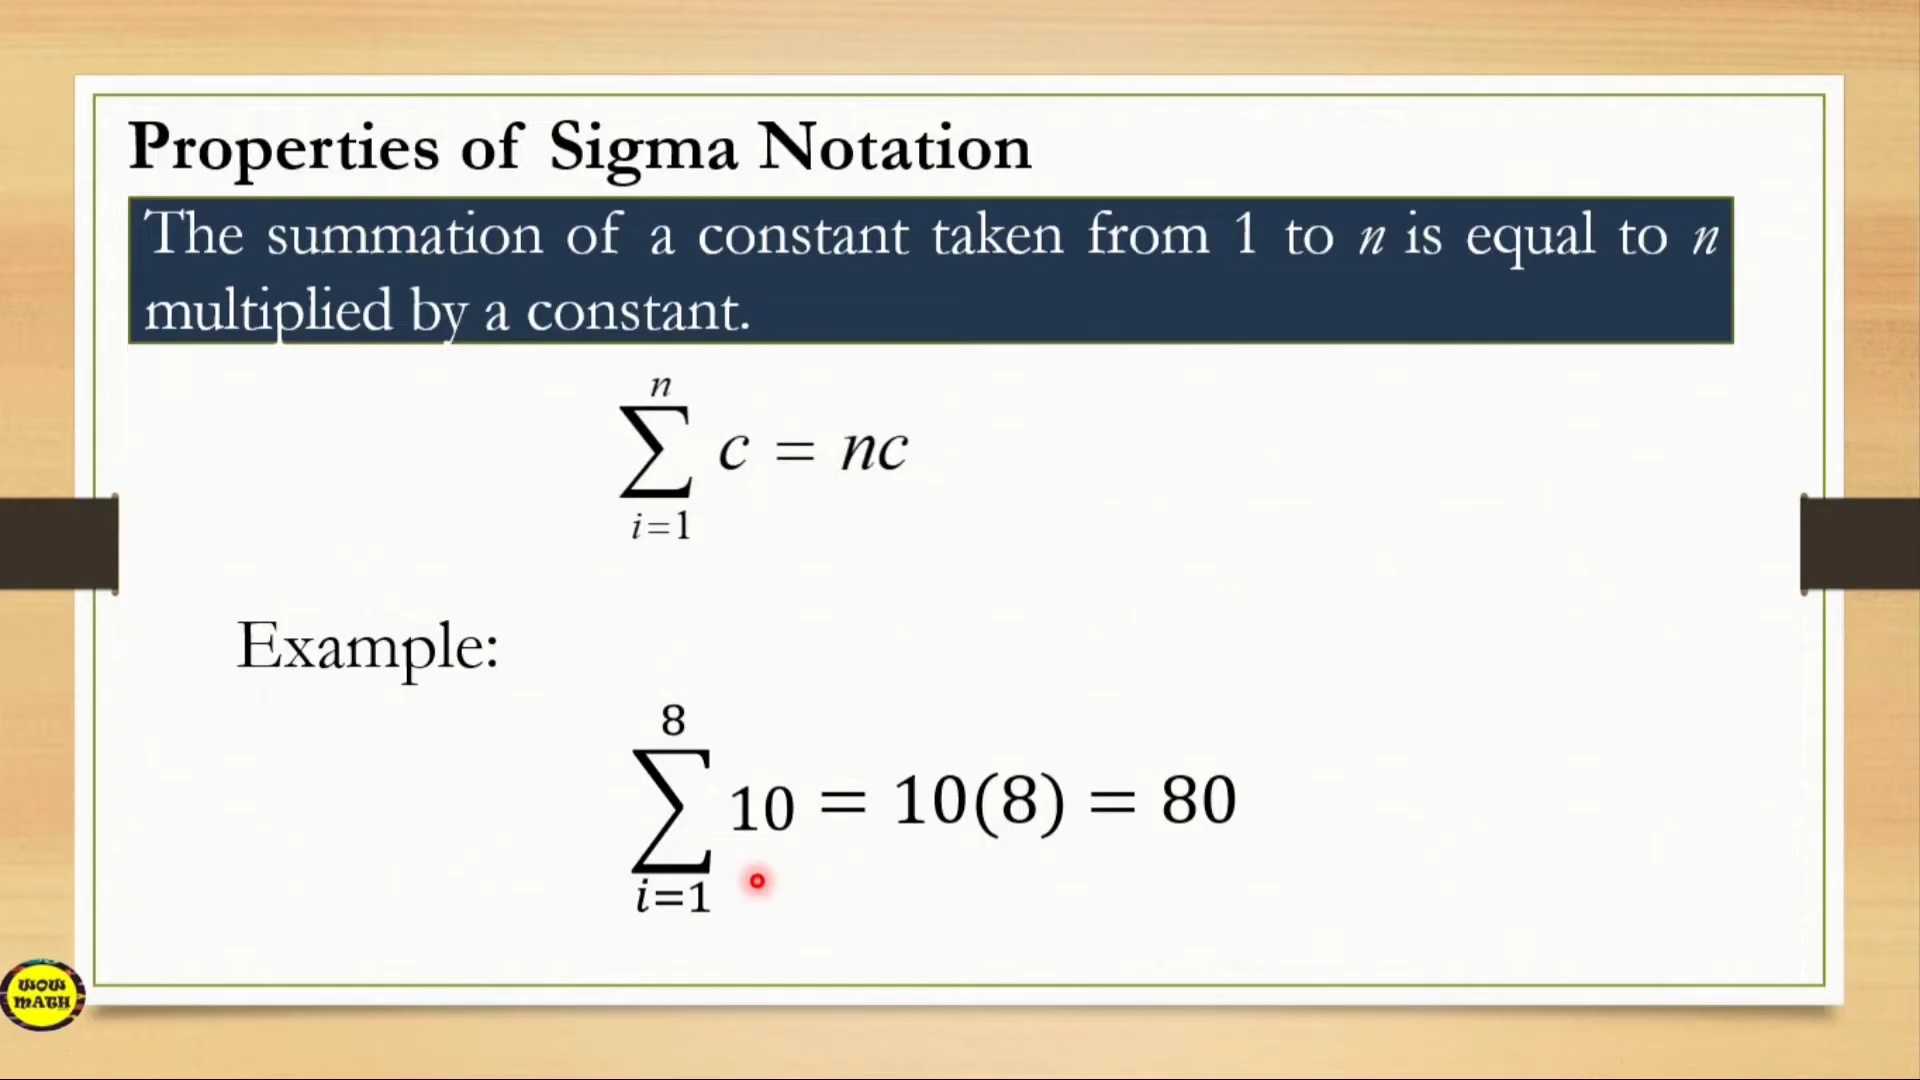 Properties of Sigma Notation
The summation of a constant taken from 1 to n is equal to n
multiplied by a constant.
n
∑ c = nc
i=1
Example:
8
∑ 10 = 10(8) = 80
i=1
WOW
MATH